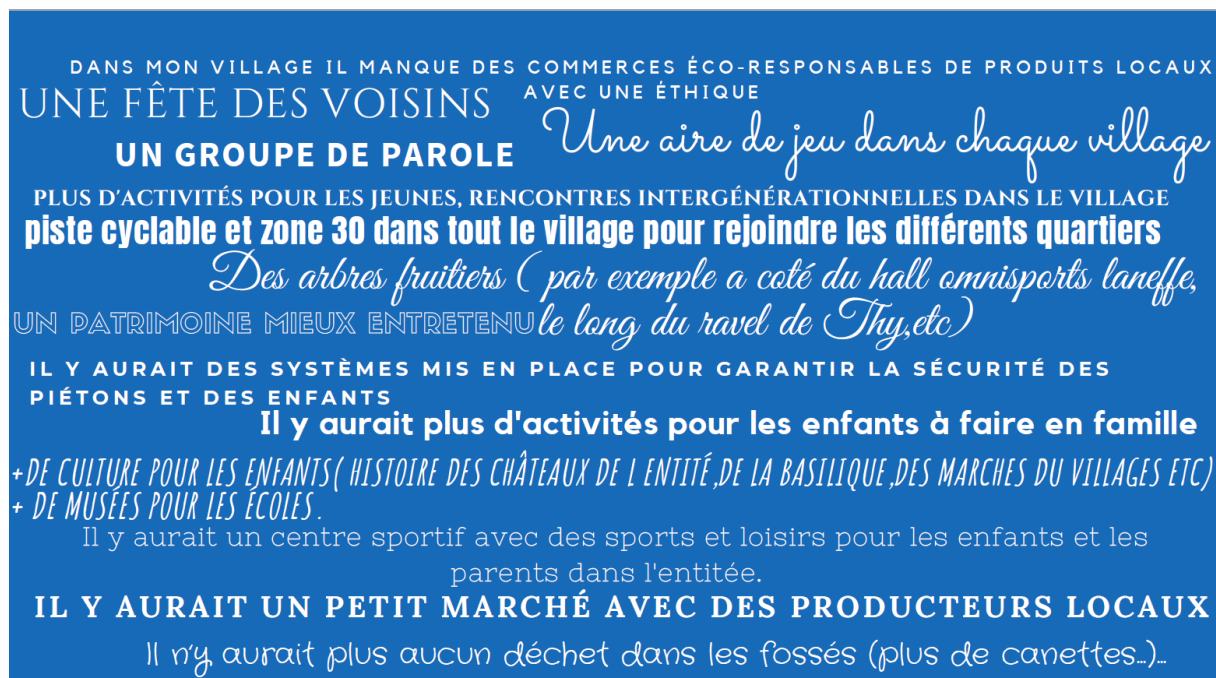 DANS MON VILLAGE IL MANQUE DES COMMERCES ÉCO-RESPONSABLES DE PRODUITS LOCAUX
AVEC UNE ÉTHIQUE
UNE FÊTE DES VOISINS
Une aire de jeu dans chaque village
UN GROUPE DE PAROLE
PLUS D'ACTIVITÉS POUR LES JEUNES, RENCONTRES INTERGÉNÉRATIONNELLES DANS LE VILLAGE
piste cyclable et zone 30 dans tout le village pour rejoindre les différents quartiers
Des arbres fruitiers ( par exemple a coté du hall omnisports laneffe,
le long du ravel de Thy,etc)
UN PATRIMOINE MIEUX ENTRETENU
IL Y AURAIT DES SYSTÈMES MIS EN PLACE POUR GARANTIR LA SÉCURITÉ DES
PIÉTONS ET DES ENFANTS
Il y aurait plus d'activités pour les enfants à faire en famille
+DE CULTURE POUR LES ENFANTS( HISTOIRE DES CHÂTEAUX DE L ENTITÉ ,DE LA BASILIQUE ,DES MARCHES DU VILLAGES ETC)
+ DE MUSÉES POUR LES ÉCOLES .
Il y aurait un centre sportif avec des sports et loisirs pour les enfants et les
parents dans l'entitée.
IL Y AURAIT UN PETIT MARCHÉ AVEC DES PRODUCTEURS LOCAUX
Il n'y aurait plus aucun déchet dans les fossés (plus de canettes...)...